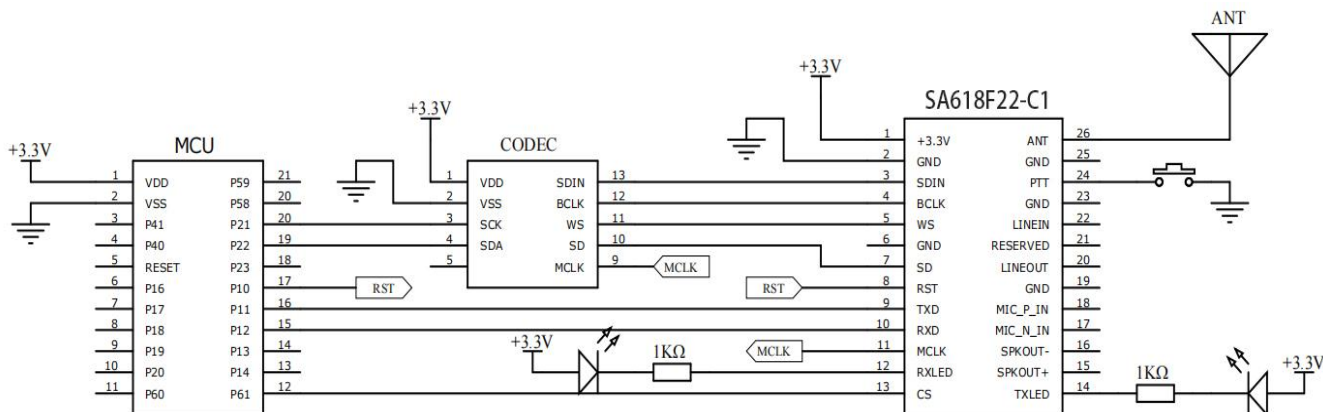 ANT
+3.3V
SA618F22-C1
+3.3V
MCU
CODEC
+3.3V
1 +3.3V ANT 26
2 GND GND 25
3 SDIN PTT 24
4 BCLK GND 23
5 WS LINEIN 22
6 GND RESERVED 21
7 SD LINEOUT 20
8 RST GND 19
9 TXD MIC_P_IN 18
10 RXD MIC_N_IN 17
11 MCLK SPKOUT- 16
12 RXLED SPKOUT+ 15
13 CS TXLED 14
1 VDD SDIN 13
2 VSS BCLK 12
3 SCK WS 11
4 SDA SD 10
5 MCLK 9
MCLK
1 VDD P59 21
2 VSS P58 20
3 P41 P21 20
4 P40 P22 19
5 RESET P23 18
6 P16 P10 17
7 P17 P11 16
8 P18 P12 15
9 P19 P13 14
10 P20 P14 13
11 P60 P61 12
RST
RST
+3.3V
1KΩ
MCLK
1KΩ
+3.3V